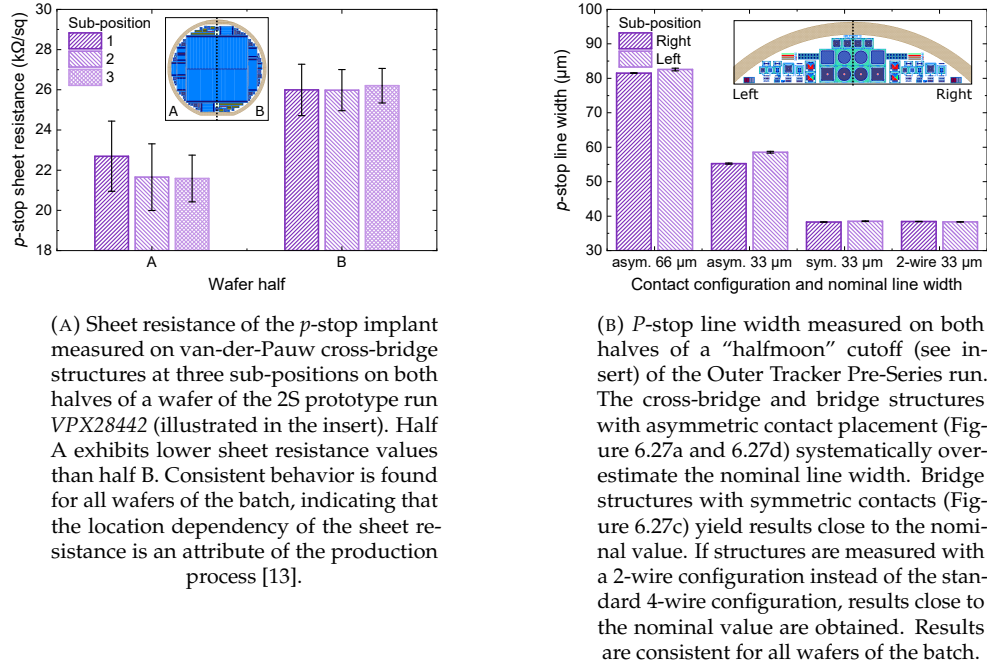 Sub-position
1
2
3
A
B
30
28
26
24
22
20
18
p-stop sheet resistance (kΩ/sq)
A
B
Wafer half
(A) Sheet resistance of the p-stop implant
measured on van-der-Pauw cross-bridge
structures at three sub-positions on both
halves of a wafer of the 2S prototype run
VPX28442 (illustrated in the insert). Half
A exhibits lower sheet resistance values
than half B. Consistent behavior is found
for all wafers of the batch, indicating that
the location dependency of the sheet re-
sistance is an attribute of the production
process [13].
Sub-position
Right
Left
Left
Right
100
90
80
70
60
50
40
30
p-stop line width (µm)
asym. 66 µm
asym. 33 µm
sym. 33 µm
2-wire 33 µm
Contact configuration and nominal line width
(B) P-stop line width measured on both
halves of a “halfmoon” cutoff (see in-
sert) of the Outer Tracker Pre-Series run.
The cross-bridge and bridge structures
with asymmetric contact placement (Fig-
ure 6.27a and 6.27d) systematically over-
estimate the nominal line width. Bridge
structures with symmetric contacts (Fig-
ure 6.27c) yield results close to the nomi-
nal value. If structures are measured with
a 2-wire configuration instead of the stan-
dard 4-wire configuration, results close to
the nominal value are obtained. Results
are consistent for all wafers of the batch.